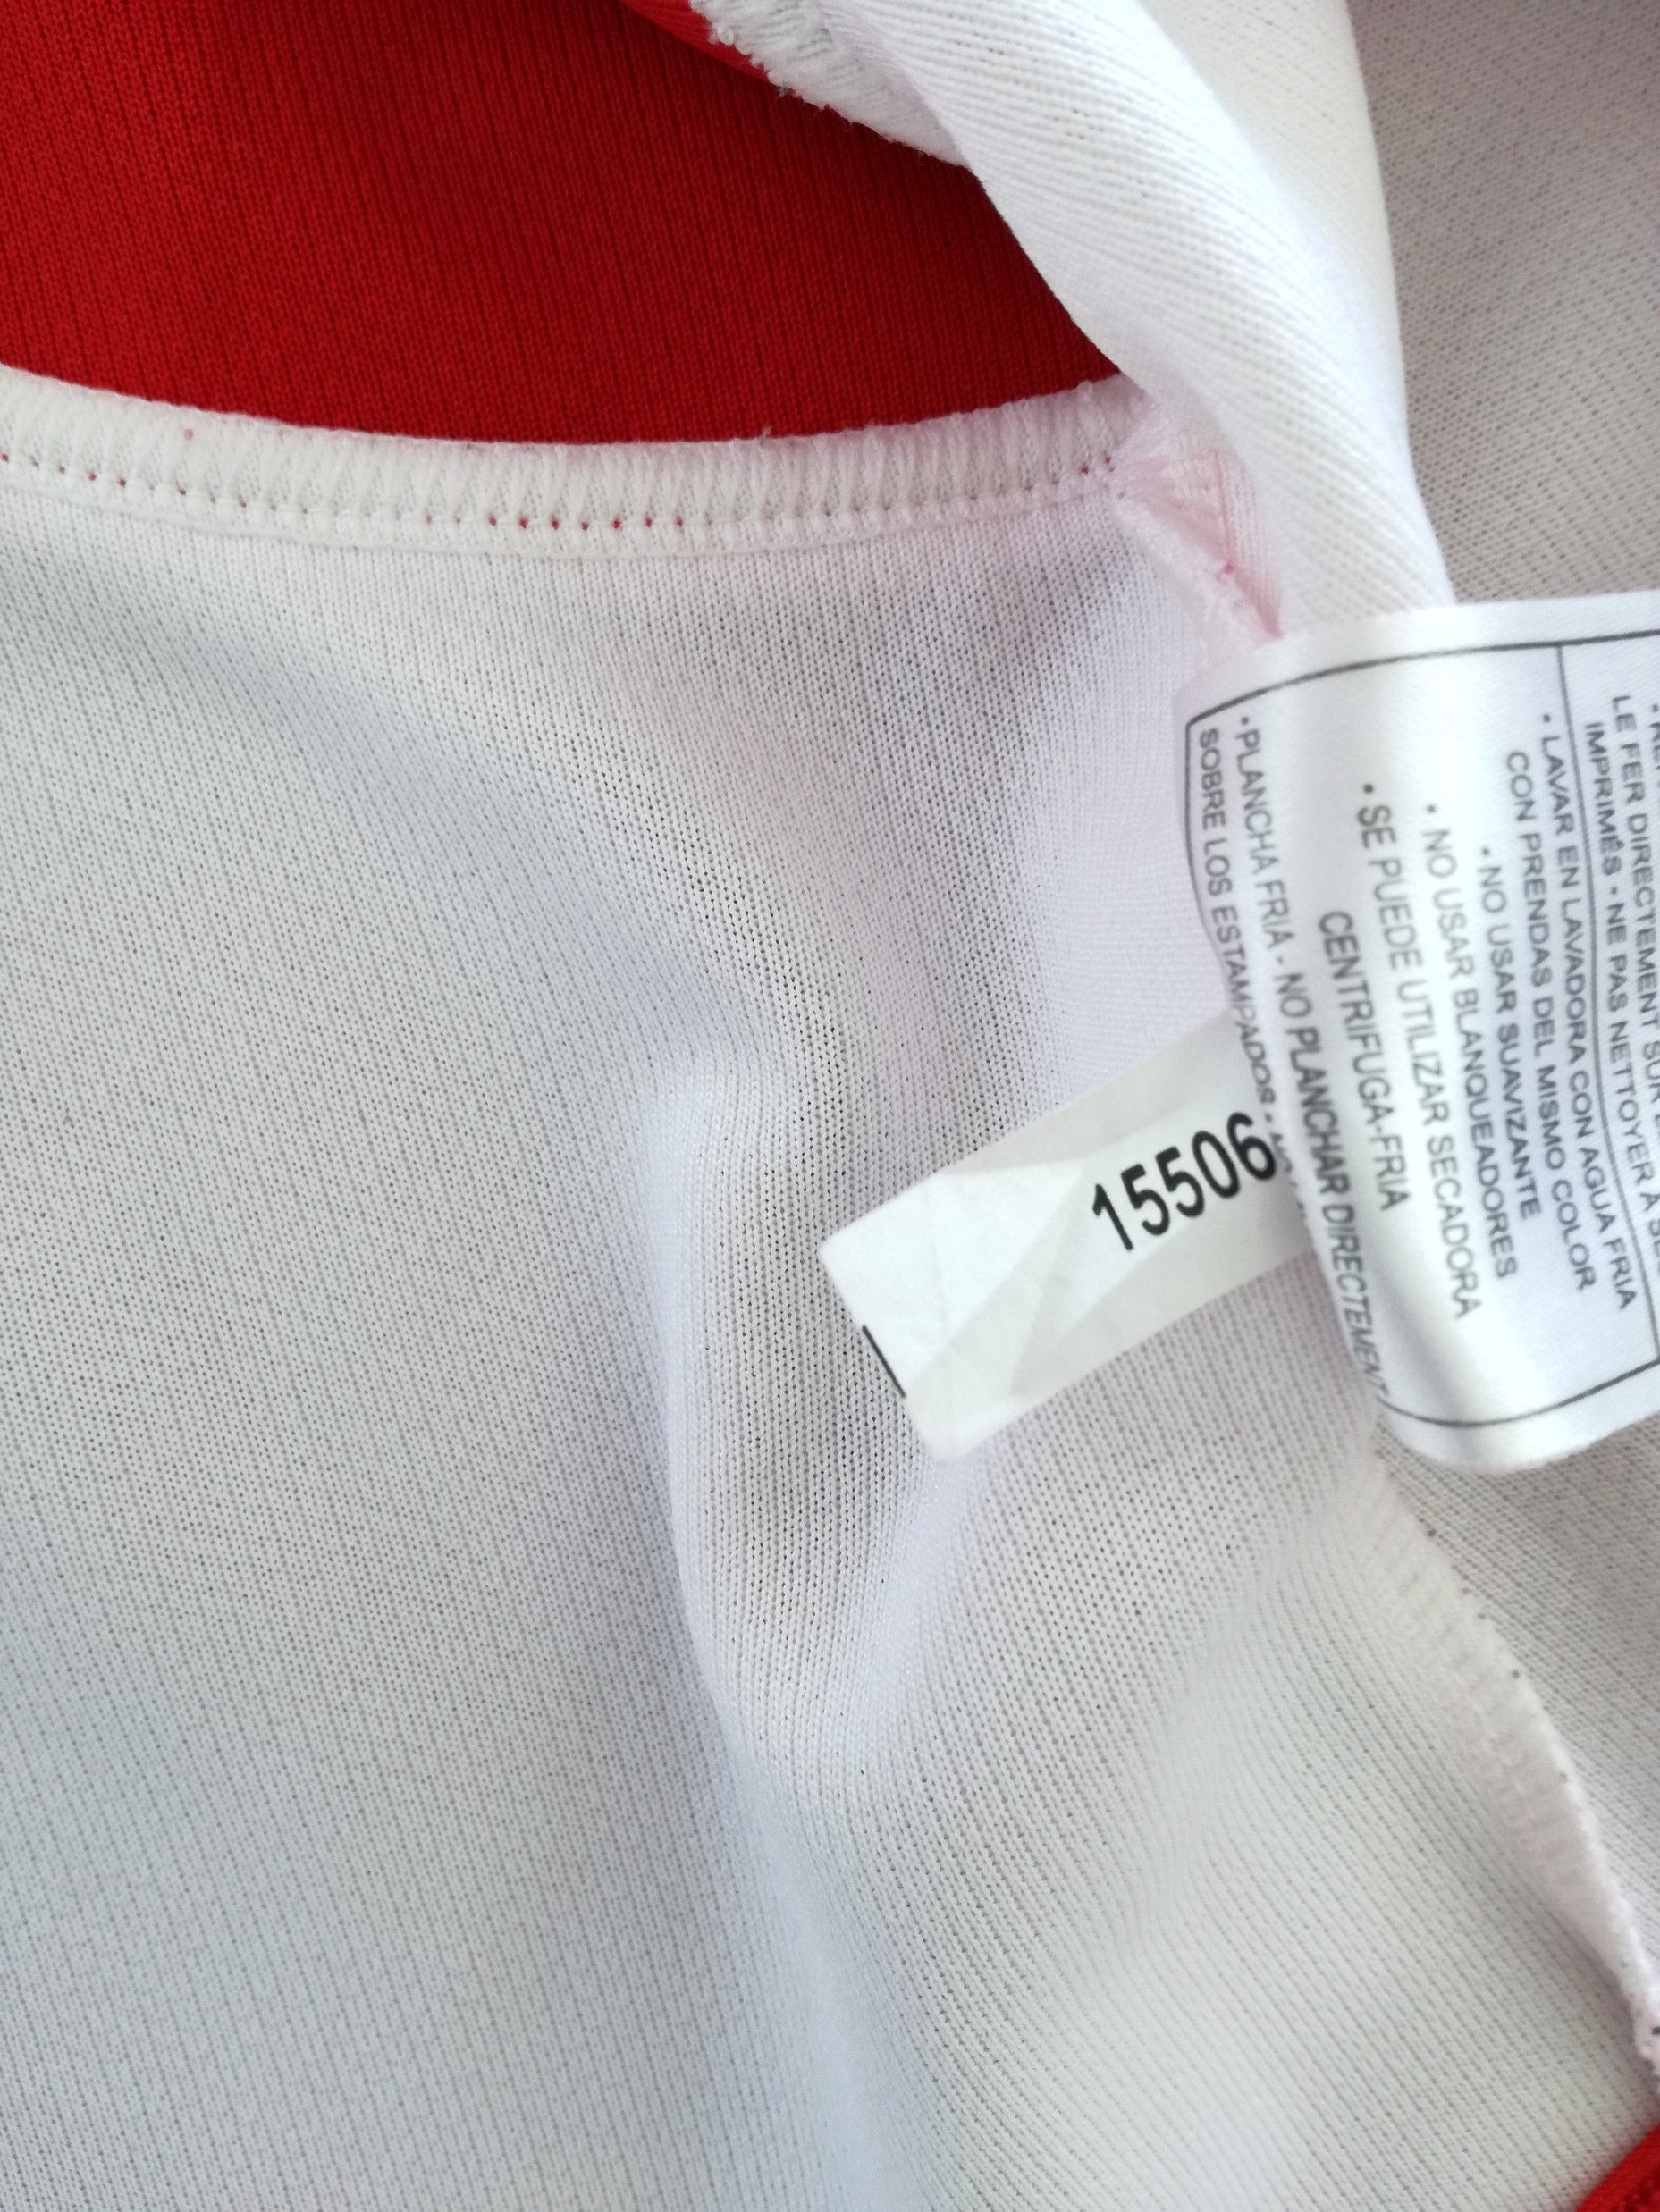 LE FER DIRECTEMENT SUR
IMPRIMÉS - NE PAS NETTOYER À
• LAVAR EN LAVADORA CON AGUA FRIA
CON PRENDAS DEL MISMO COLOR
• NO USAR SUAVIZANTE
• NO USAR BLANQUEADORES
• SE PUEDE UTILIZAR SECADORA
CENTRIFUGA-FRIA
•PLANCHA FRIA - NO PLANCHAR DIRECTEMENT
SOBRE LOS ESTAMPADOS -
15506